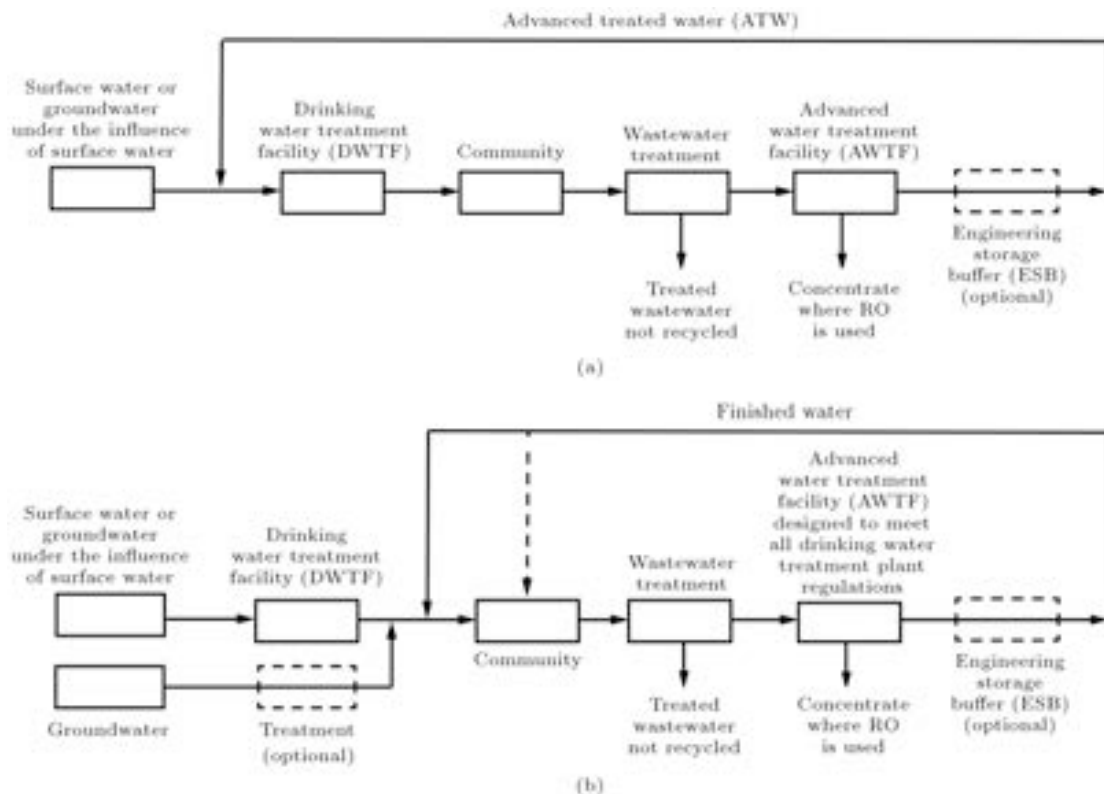 Advanced treated water (ATW)
Surface water or
groundwater
under the influence
of surface water
Drinking
water treatment
facility (DWTF)
Community
Wastewater
treatment
Advanced
water treatment
facility (AWTF)
Engineering
storage
buffer (ESB)
(optional)
Treated
wastewater
not recycled
Concentrate
where RO
is used
(a)
Finished water
Surface water or
groundwater
under the influence
of surface water
Drinking
water treatment
facility (DWTF)
Wastewater
treatment
Advanced
water treatment
facility (AWTF)
designed to meet
all drinking water
treatment plant
regulations
Community
Groundwater
Treatment
(optional)
Treated
wastewater
not recycled
Concentrate
where RO
is used
Engineering
storage
buffer (ESB)
(optional)
(b)